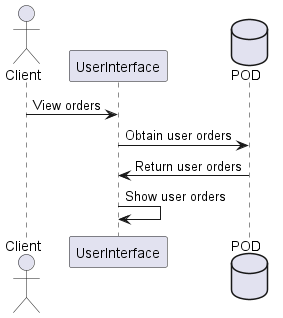 Client
UserInterface
POD
View orders
Obtain user orders
Return user orders
Show user orders
Client
UserInterface
POD